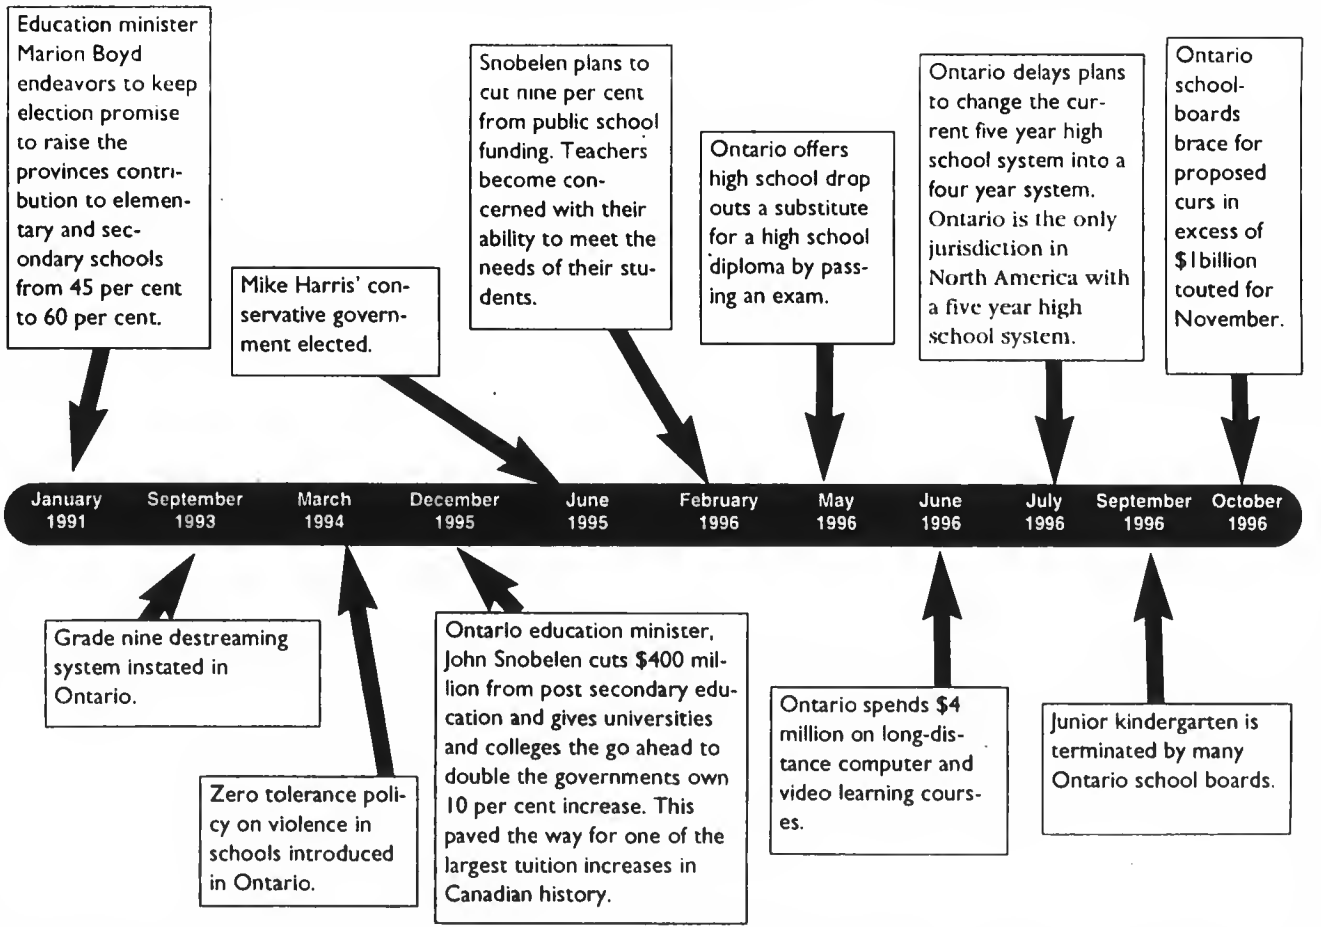 Education minister
Marion Boyd
endeavors to keep
election promise
to raise the
provinces contri-
bution to elemen-
tary and sec-
ondary schools
from 45 per cent
to 60 per cent.
Mike Harris' con-
servative govern-
ment elected.
Snobelen plans to
cut nine per cent
from public school
funding. Teachers
become con-
cerned with their
ability to meet the
needs of their stu-
dents.
Ontario offers
high school drop
outs a substitute
for a high school
diploma by pass-
ing an exam.
Ontario delays plans
to change the cur-
rent five year high
school system into a
four year system.
Ontario is the only
jurisdiction in
North America with
a five year high
school system.
Ontario
school-
boards
brace for
proposed
curs in
excess of
$1billion
touted for
November.
January
1991
September
1993
March
1994
December
1995
June
1995
February
1996
May
1996
June
1996
July
1996
September
1996
October
1996
Grade nine destreaming
system instated in
Ontario.
Zero tolerance poli-
cy on violence in
schools introduced
in Ontario.
Ontario education minister,
John Snobelen cuts $400 mil-
lion from post secondary edu-
cation and gives universities
and colleges the go ahead to
double the governments own
10 per cent increase. This
paved the way for one of the
largest tuition increases in
Canadian history.
Ontario spends $4
million on long-dis-
tance computer and
video learning cours-
es.
Junior kindergarten is
terminated by many
Ontario school boards.